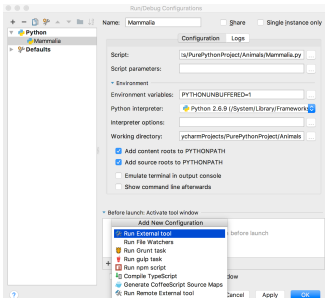 Run/Debug Configurations
Name: Mammalia Share Single instance only
Python
Mammalia
Defaults
Configuration Logs
Script: ts/PurePythonProject/Animals/Mammalia.py
Script parameters:
Environment
Environment variables: PYTHONUNBUFFERED=1
Python interpreter: Python 2.6.9 (/System/Library/Frameworks
Interpreter options:
Working directory: ycharmProjects/PurePythonProject/Animals
Add content roots to PYTHONPATH
Add source roots to PYTHONPATH
Emulate terminal in output console
Show command line afterwards
Before launch: Activate tool window
Add New Configuration
Run External tool
Run File Watchers
before launch
Run Grunt task
Run gulp task
Run npm script
Compile TypeScript
dow
Generate CoffeeScript Source Maps
Run Remote External tool
? Cancel Apply OK